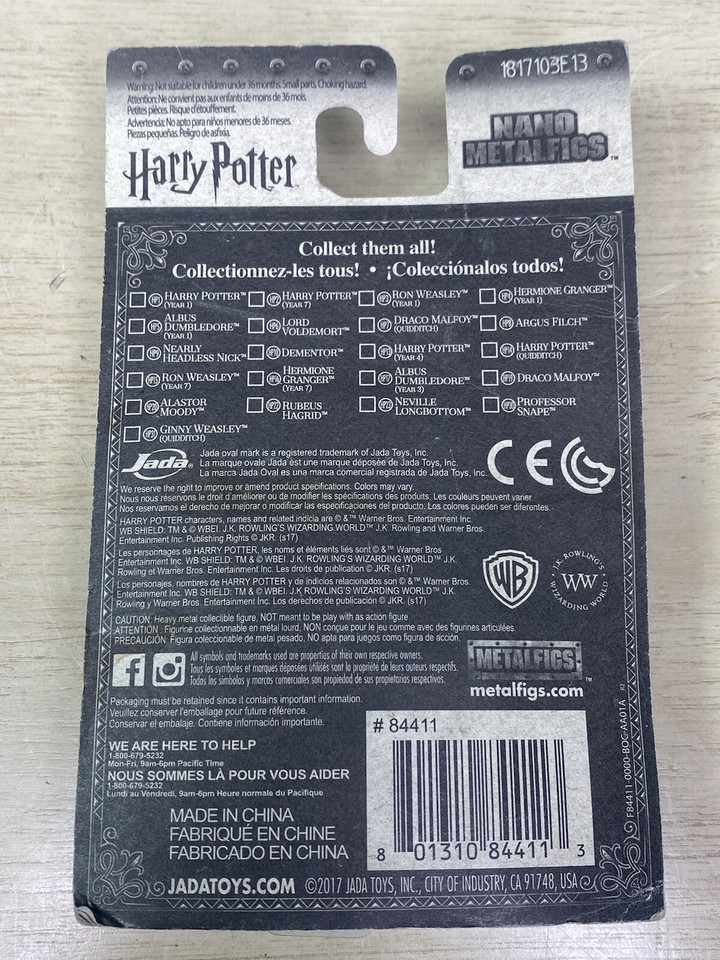 Warning: Not suitable for children under 36 months. Small parts. Choking hazard.
Attention: Ne convient pas aux enfants de moins de 36 mois.
Petites pièces. Risque d'étouffement.
Advertencia: No apto para niños menores de 36 meses.
Piezas pequeñas. Peligro de asfixia.
1817103E13
Harry Potter™
NANO
METALFIGS™
Collect them all!
Collectionnez-les tous! • ¡Colecciónalos todos!
HP1 HARRY POTTER™ (YEAR 1) HP2 HARRY POTTER™ (YEAR 7) HP3 RON WEASLEY™ (YEAR 1) HP4 HERMIONE GRANGER™ (YEAR 1)
HP5 ALBUS DUMBLEDORE™ (YEAR 1) HP6 LORD VOLDEMORT™ HP7 DRACO MALFOY™ (QUIDDITCH) HP8 ARGUS FILCH™
HP9 NEARLY HEADLESS NICK™ DEMENTOR™ HARRY POTTER™ (YEAR 4) HARRY POTTER™ (QUIDDITCH)
RON WEASLEY™ (YEAR 7) HERMIONE GRANGER™ (YEAR 7) ALBUS DUMBLEDORE™ (YEAR 3) DRACO MALFOY™
ALASTOR MOODY™ RUBEUS HAGRID™ NEVILLE LONGBOTTOM™ PROFESSOR SNAPE™
GINNY WEASLEY™ (QUIDDITCH)
Jada®
Jada oval mark is a registered trademark of Jada Toys, Inc.
La marque ovale Jada est une marque déposée de Jada Toys, Inc.
La marca Jada Oval es una marca comercial registrada de Jada Toys, Inc.
CE
We reserve the right to improve or amend product specifications. Colors may vary.
Nous nous réservons le droit d'améliorer ou de modifier les spécifications des produits. Les couleurs peuvent varier.
Nos reservamos el derecho de mejorar o modificar las especificaciones del producto. Los colores pueden ser diferentes.
HARRY POTTER characters, names and related indicia are © & ™ Warner Bros. Entertainment Inc.
WB SHIELD: TM & © WBEI. J.K. ROWLING'S WIZARDING WORLD™ J.K. Rowling and Warner Bros.
Entertainment Inc. Publishing Rights © JKR. (s17)
Les personnages de HARRY POTTER, les noms et éléments liés sont © & ™ Warner Bros
Entertainment Inc. WB SHIELD: TM & © WBEI. J.K ROWLING'S WIZARDING WORLD™ J.K.
Rowling et Warner Bros. Entertainment Inc. Les droits de publication © JKR. (s17)
Los personajes, nombres de HARRY POTTER y de indicios relacionados son © & ™ Warner Bros.
Entertainment Inc. WB SHIELD: TM & © WBEI. J.K ROWLING'S WIZARDING WORLD™ J.K.
Rowling y Warner Bros. Entertainment Inc. Los derechos de publicación © JKR. (s17)
WB
J.K. ROWLING'S
WW
WIZARDING WORLD
CAUTION: Heavy metal collectible figure, NOT meant to be play with as action figure.
ATTENTION : Figurine collectionnable en métal lourd, NON conçue pour le jeu comme avec des figurines articulées.
PRECAUCIÓN: Figura coleccionable de metal pesado, NO apta para juegos como figura de acción.
f
All symbols and trademarks used are properties of their own respective owners.
Tous les symboles et marques déposées utilisés sont la propriété de leurs auteurs respectifs.
Todos los símbolos y marcas comerciales son propiedad de sus propietarios respectivos.
METALFIGS™
metalfigs.com
Packaging must be retained since it contains important information.
Veuillez conserver l'emballage pour future référence.
Conservar el embalaje. Contiene información importante.
WE ARE HERE TO HELP
1-800-679-5232
Mon-Fri, 9am-6pm Pacific Time
NOUS SOMMES LÀ POUR VOUS AIDER
1-800-679-5232
Lundi au Vendredi, 9am-6pm Heure normale du Pacifique
MADE IN CHINA
FABRIQUÉ EN CHINE
FABRICADO EN CHINA
# 84411
8 01310 84411 3
F84411-0000-BOC-AA01A R2
JADATOYS.COM ©2017 JADA TOYS, INC., CITY OF INDUSTRY, CA 91748, USA